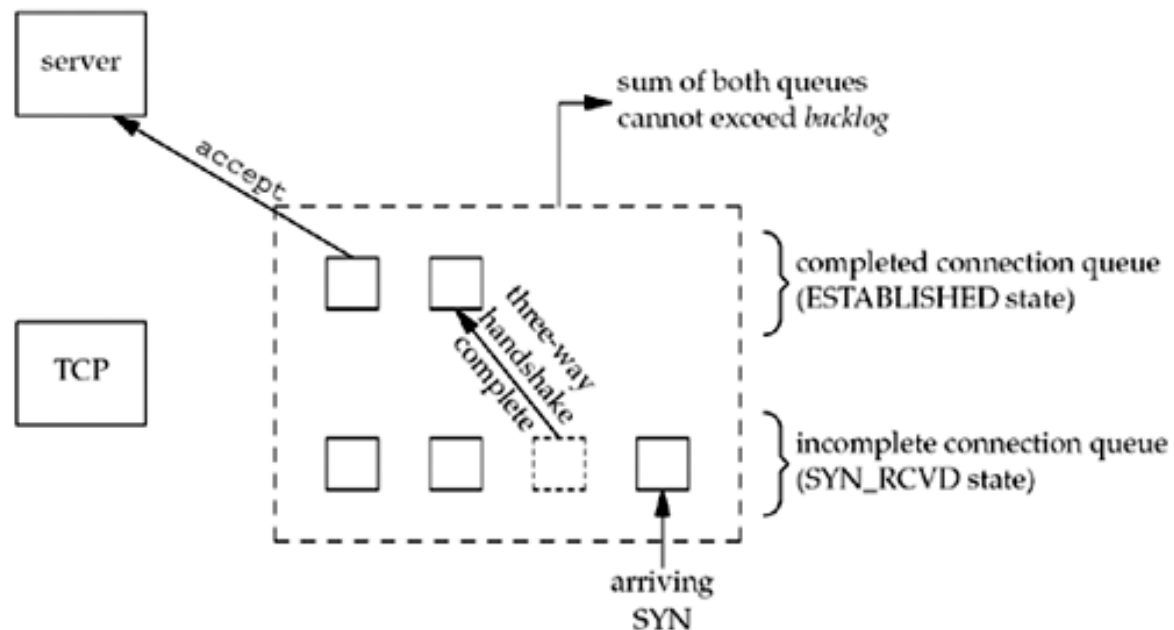 server
sum of both queues
cannot exceed backlog
accept
completed connection queue
(ESTABLISHED state)
three-way
handshake
complete
TCP
incomplete connection queue
(SYN_RCVD state)
arriving
SYN